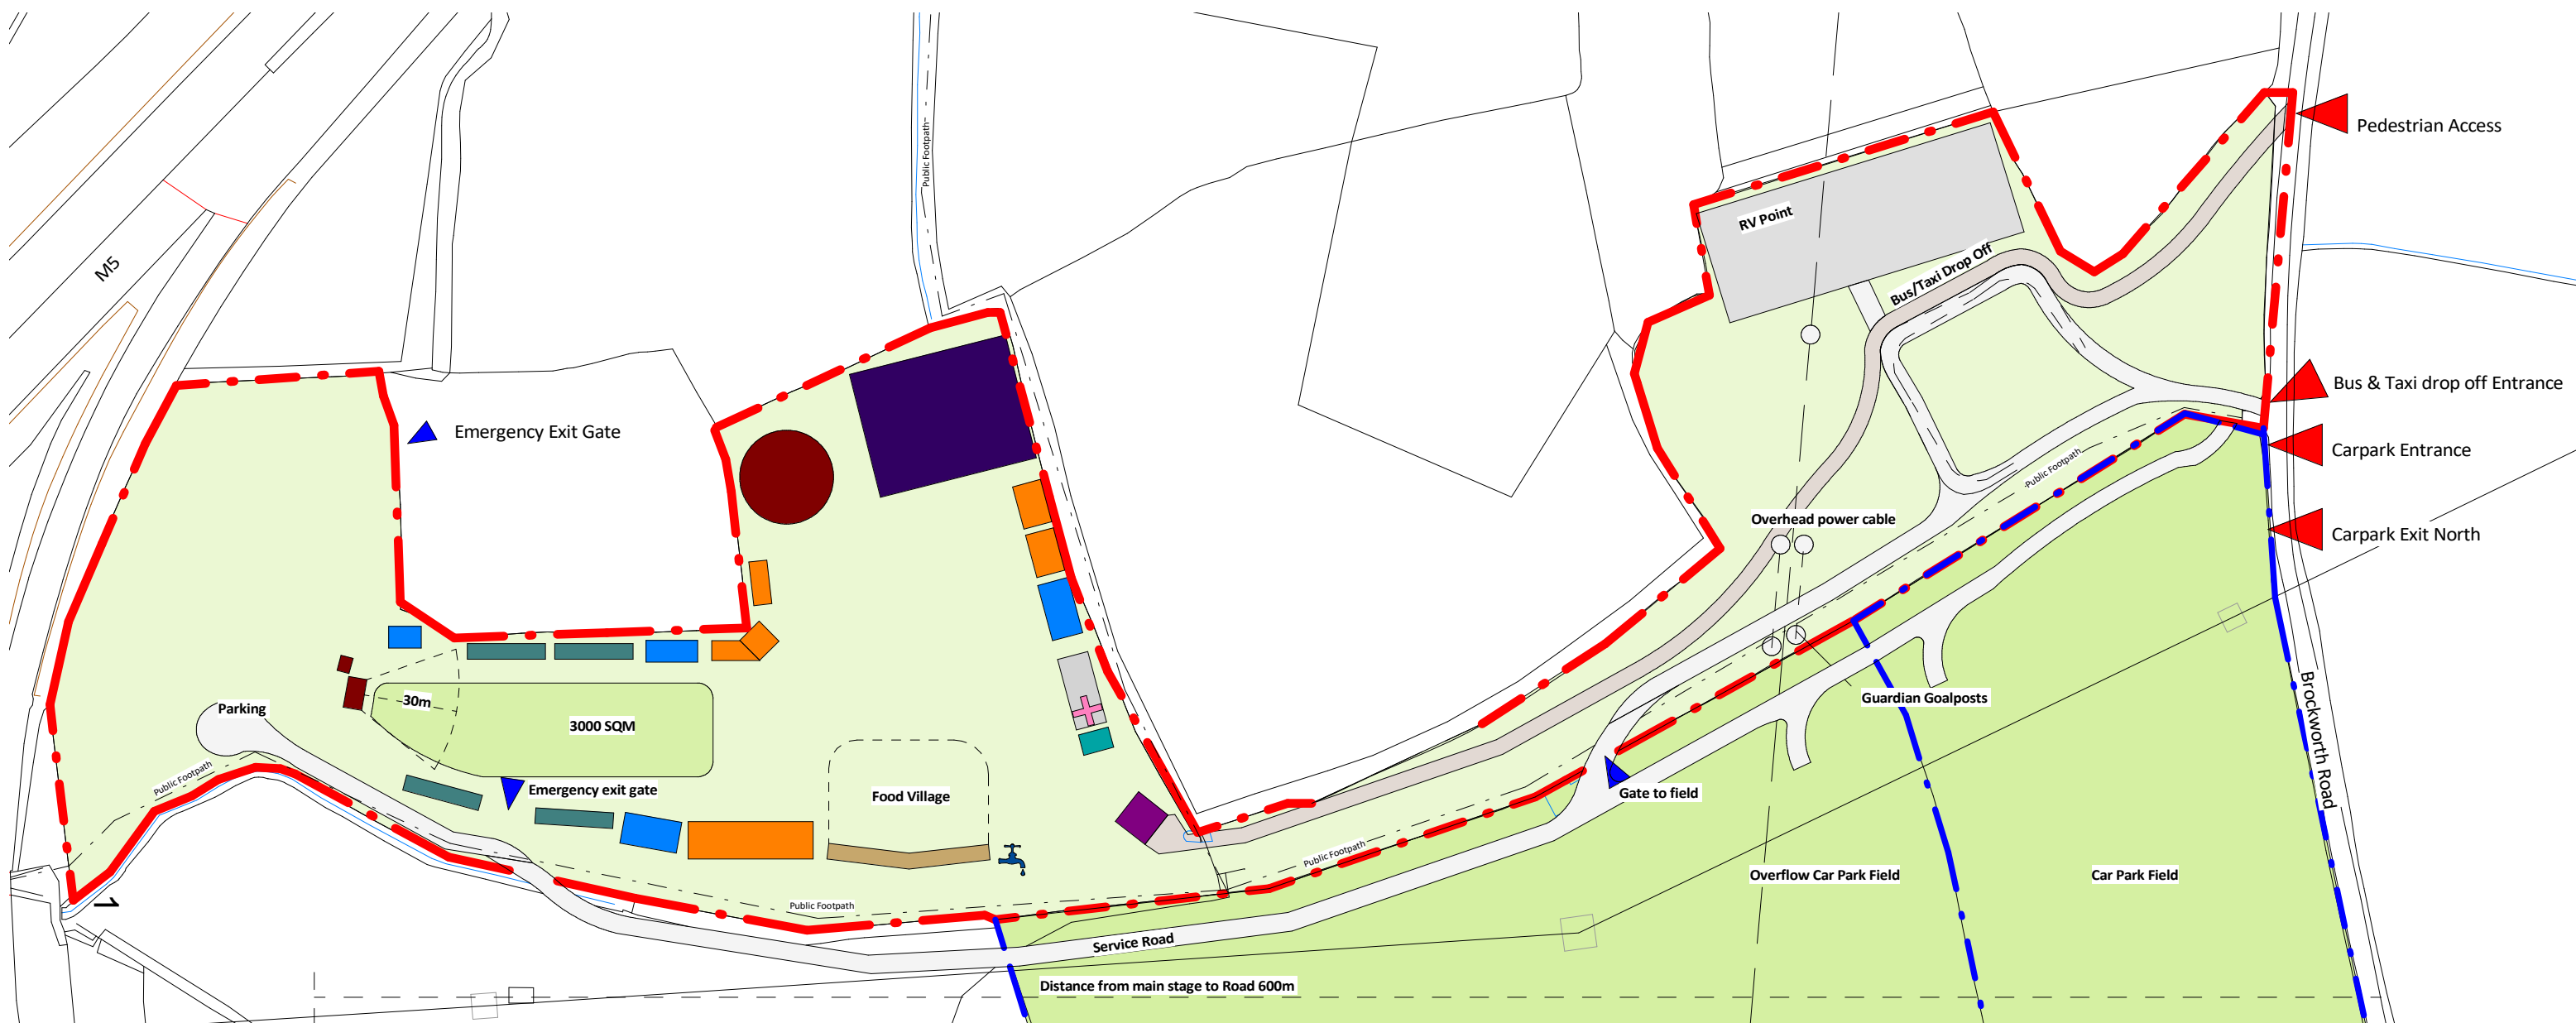 Pedestrian Access
Public Footpath
RV Point
M5
Bus/Taxi Drop Off
Bus & Taxi drop off Entrance
Emergency Exit Gate
Carpark Entrance
Public Footpath
Overhead power cable
Carpark Exit North
Guardian Goalposts
Brockworth Road
30m
Parking
3000 SQM
Public Footpath
Emergency exit gate
Food Village
Gate to field
Public Footpath
Overflow Car Park Field
Car Park Field
1
Public Footpath
Service Road
Distance from main stage to Road 600m